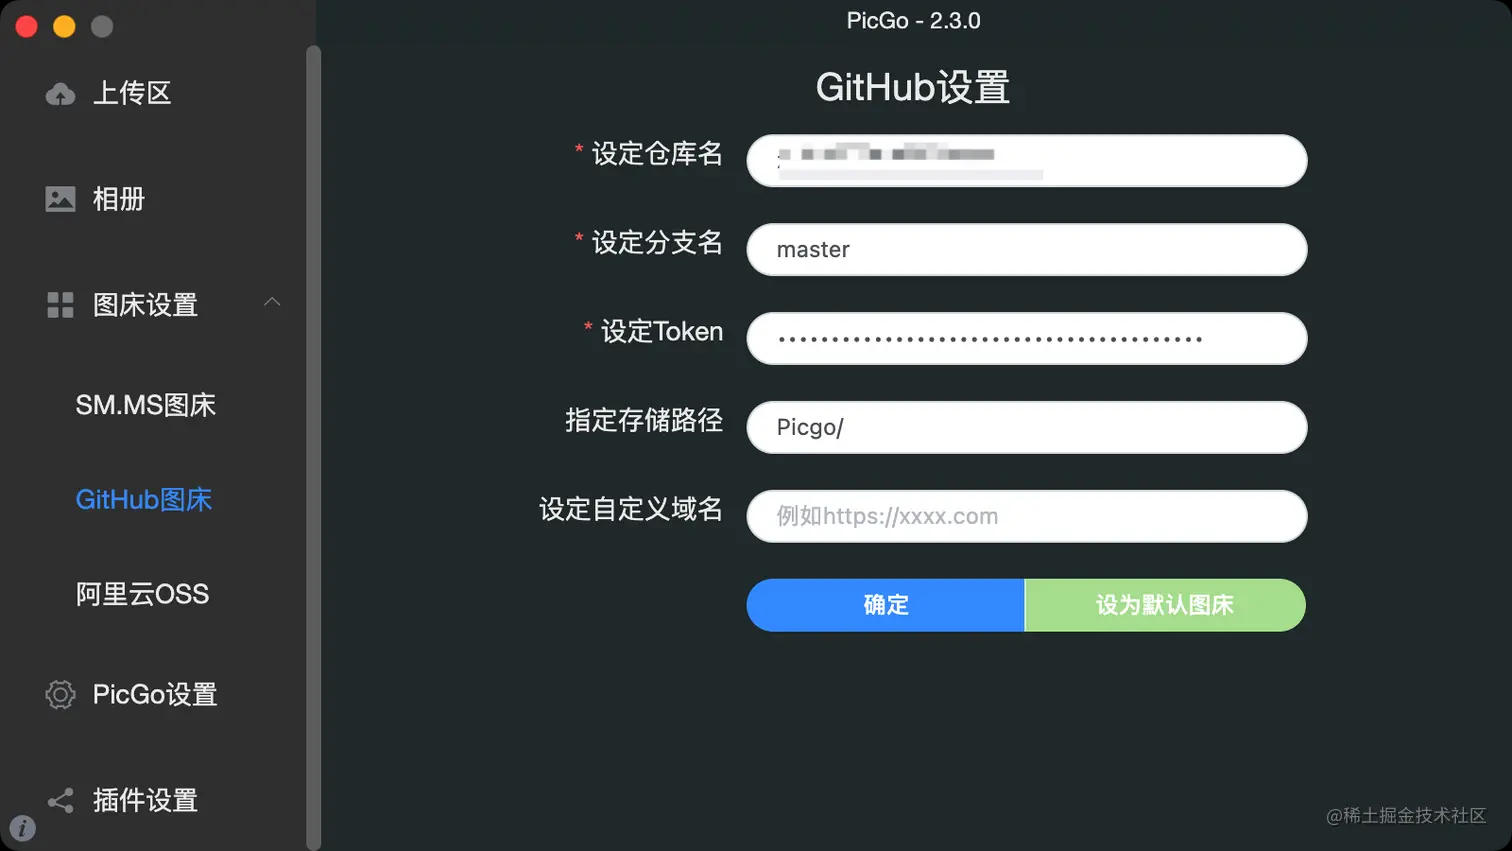 PicGo - 2.3.0
上传区
相册
图床设置
SM.MS图床
GitHub图床
阿里云OSS
PicGo设置
插件设置
GitHub设置
* 设定仓库名
* 设定分支名
master
* 设定Token
••••••••••••••••••••••••••••••••••••••••
指定存储路径
Picgo/
设定自定义域名
例如https://xxxx.com
确定
设为默认图床
@稀土掘金技术社区